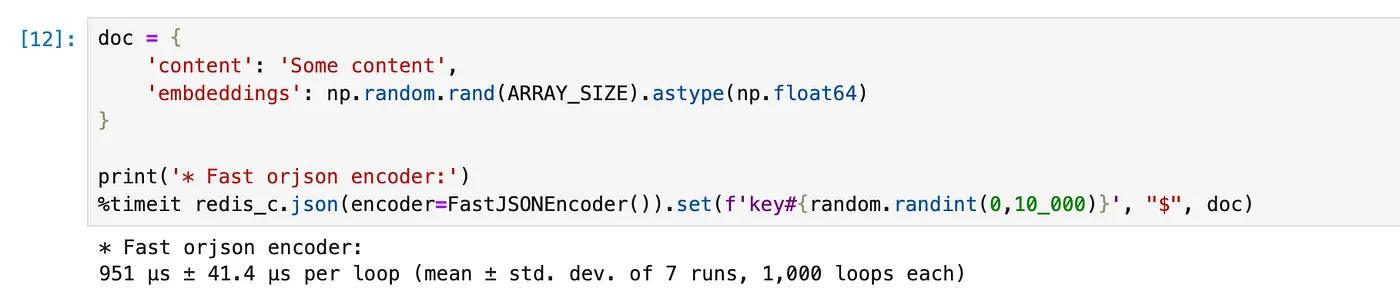 [12]: doc = {
    'content': 'Some content',
    'embdeddings': np.random.rand(ARRAY_SIZE).astype(np.float64)
}
print('* Fast orjson encoder:')
%timeit redis_c.json(encoder=FastJSONEncoder()).set(f'key#{random.randint(0,10_000)}', "$", doc)
* Fast orjson encoder:
951 µs ± 41.4 µs per loop (mean ± std. dev. of 7 runs, 1,000 loops each)